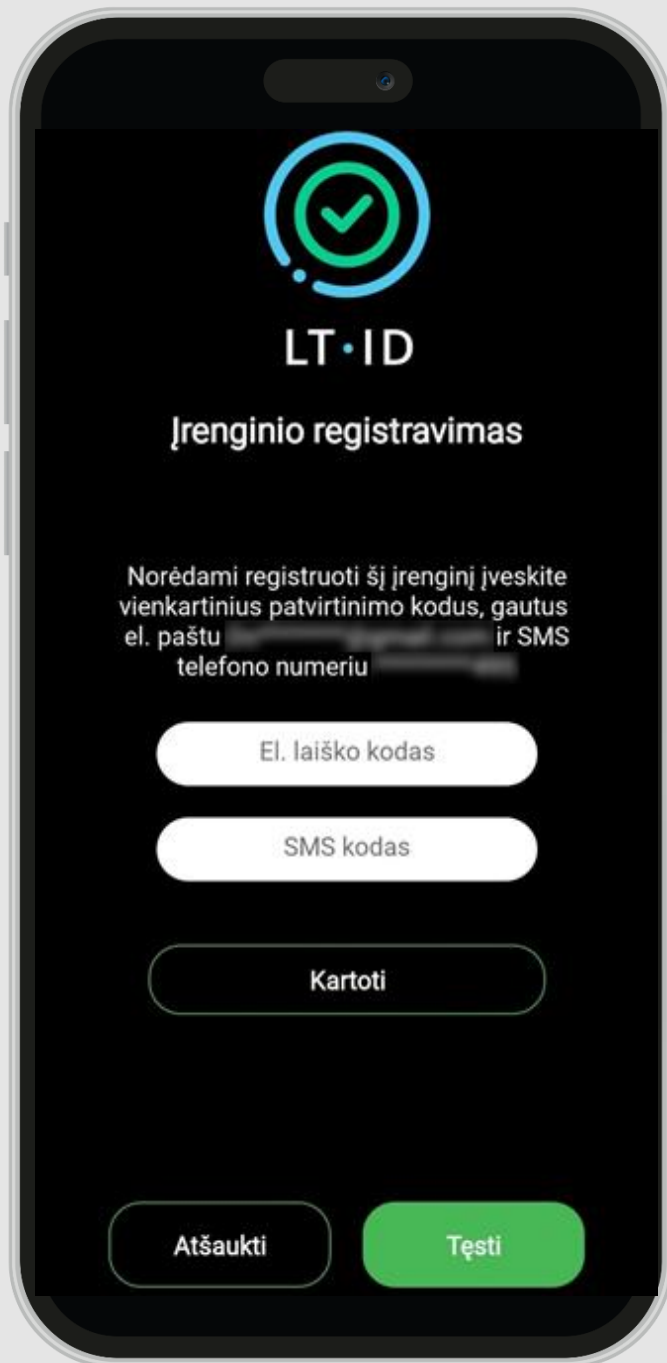 LT·ID
Įrenginio registravimas
Norėdami registruoti šį įrenginį įveskite
vienkartinius patvirtinimo kodus, gautus
el. paštu ir SMS
telefono numeriu
El. laiško kodas
SMS kodas
Kartoti
Atšaukti
Tęsti